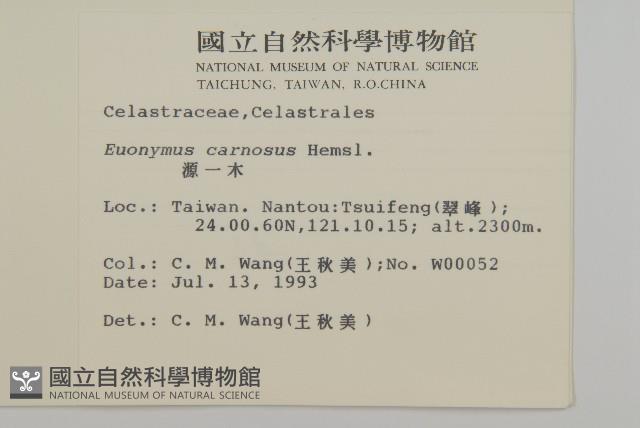 國立自然科學博物館
NATIONAL MUSEUM OF NATURAL SCIENCE
TAICHUNG, TAIWAN, R.O.CHINA
Celastraceae,Celastrales
Euonymus carnosus Hemsl.
源一木
Loc.: Taiwan. Nantou:Tsuifeng(翠峰);
24.00.60N,121.10.15; alt.2300m.
Col.: C. M. Wang(王秋美);No. W00052
Date: Jul. 13, 1993
Det.: C. M. Wang(王秋美)
國立自然科學博物館
NATIONAL MUSEUM OF NATURAL SCIENCE